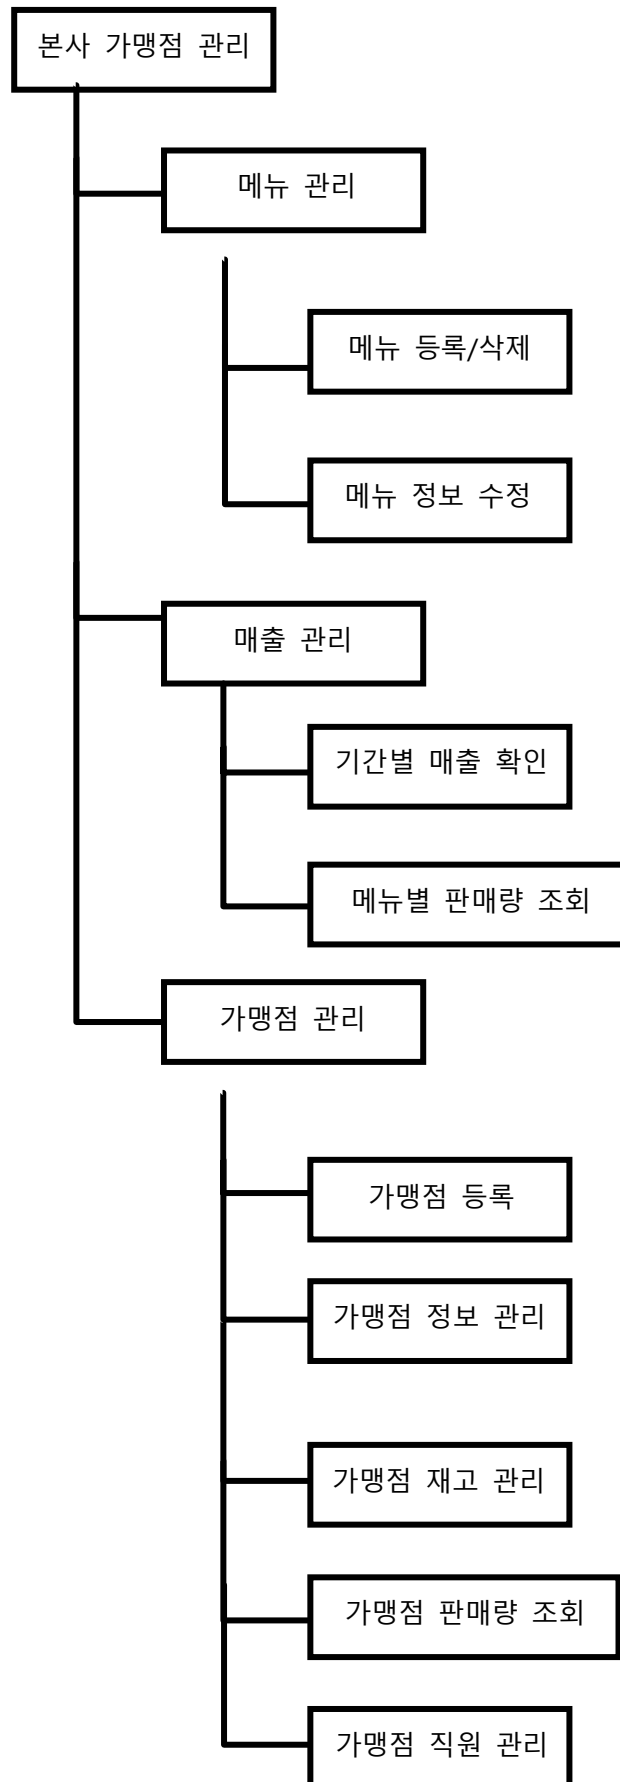 본사 가맹점 관리
메뉴 관리
메뉴 등록/삭제
메뉴 정보 수정
매출 관리
기간별 매출 확인
메뉴별 판매량 조회
가맹점 관리
가맹점 등록
가맹점 정보 관리
가맹점 재고 관리
가맹점 판매량 조회
가맹점 직원 관리